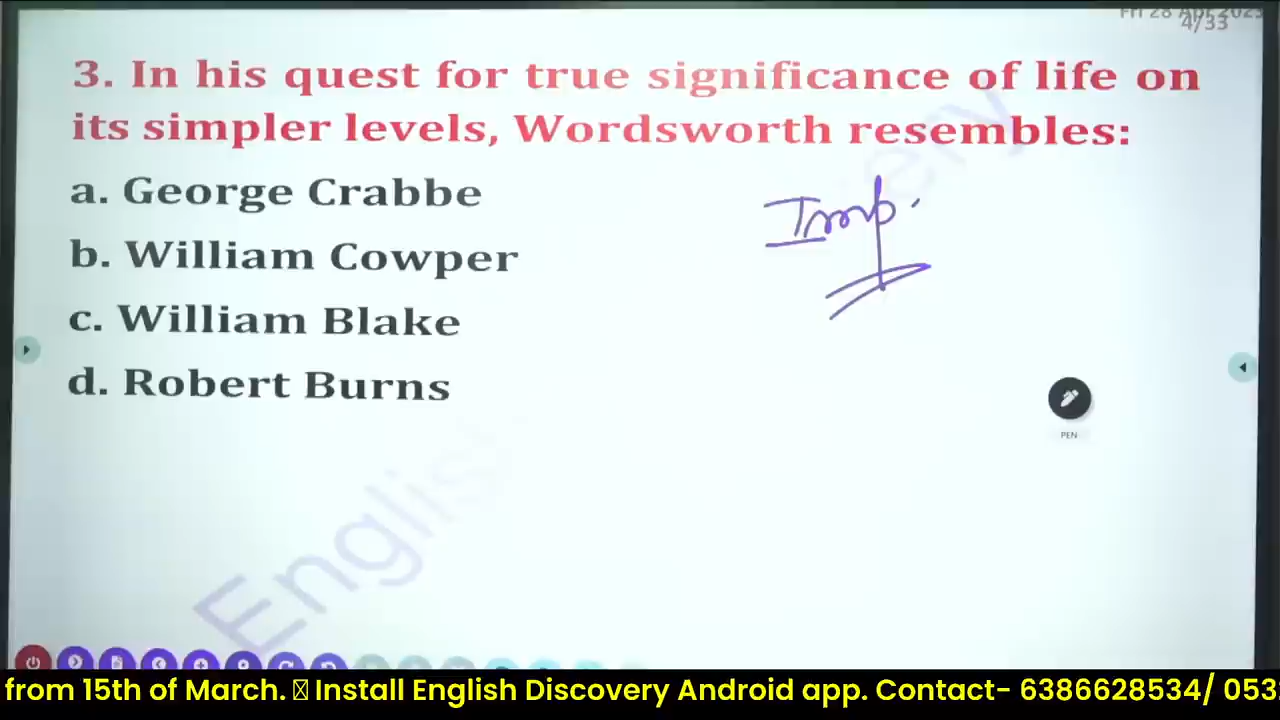 Fri 28 Apr 2023
4/33
3. In his quest for true significance of life on
its simpler levels, Wordsworth resembles:
a. George Crabbe
b. William Cowper
c. William Blake
d. Robert Burns
Imp.
PEN
English
from 15th of March. Install English Discovery Android app. Contact- 6386628534/ 053